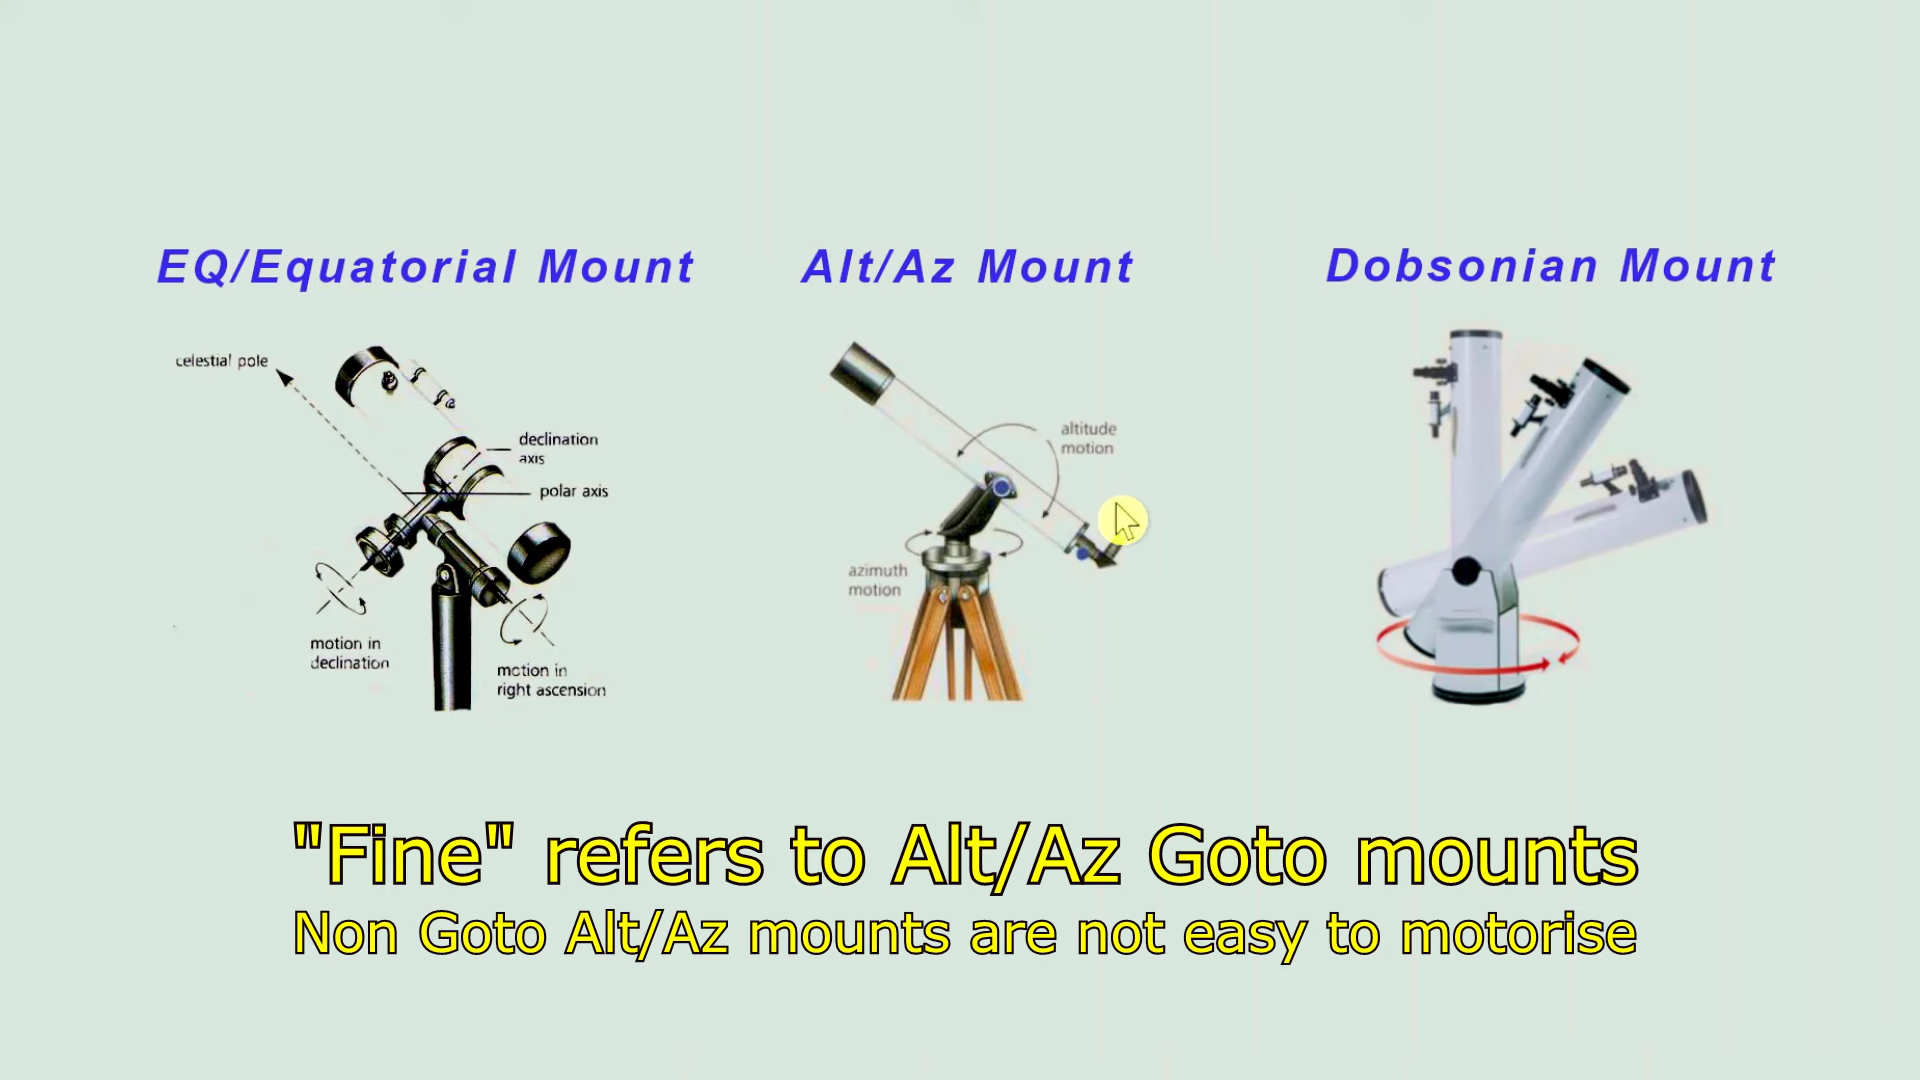 EQ/Equatorial Mount
Alt/Az Mount
Dobsonian Mount
celestial pole
declination
axis
polar axis
motion in
declination
motion in
right ascension
altitude
motion
azimuth
motion
"Fine" refers to Alt/Az Goto mounts
Non Goto Alt/Az mounts are not easy to motorise